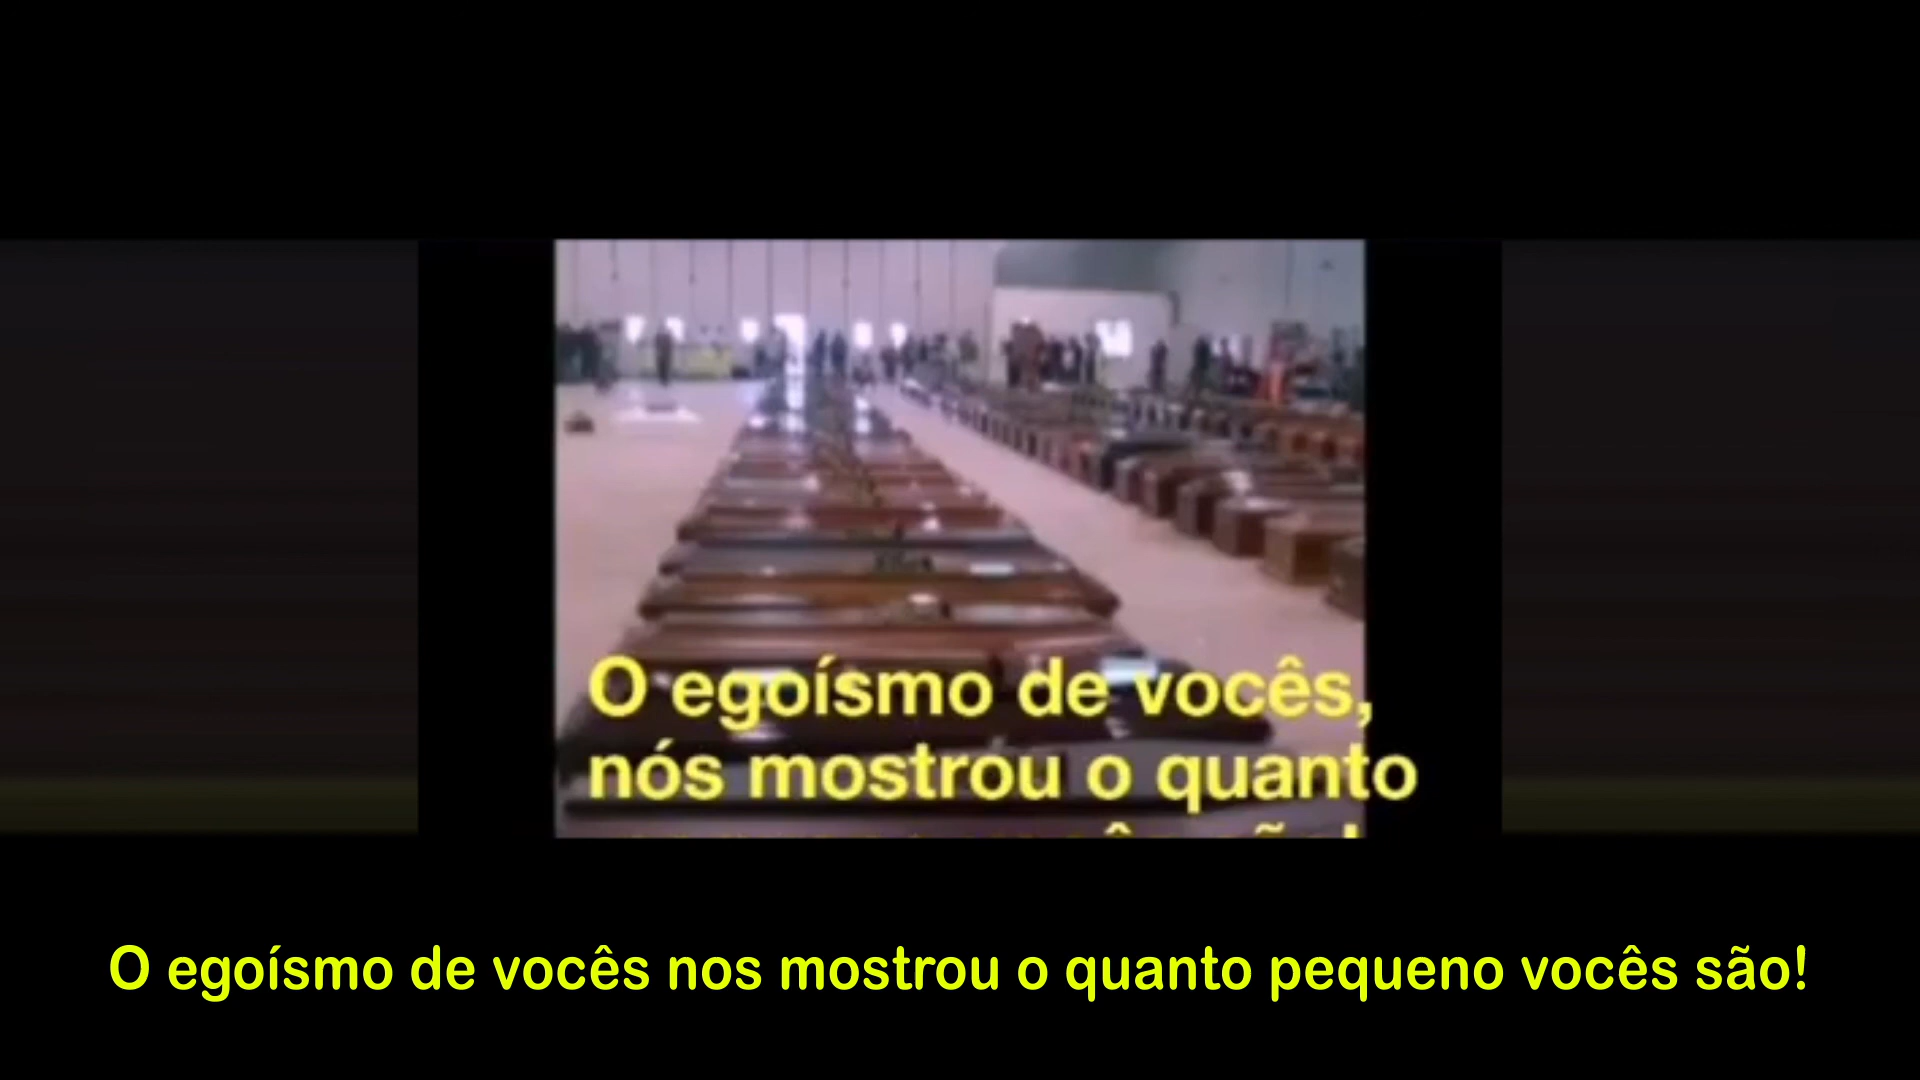 O egoísmo de vocês,
nós mostrou o quanto
O egoísmo de vocês nos mostrou o quanto pequeno vocês são!